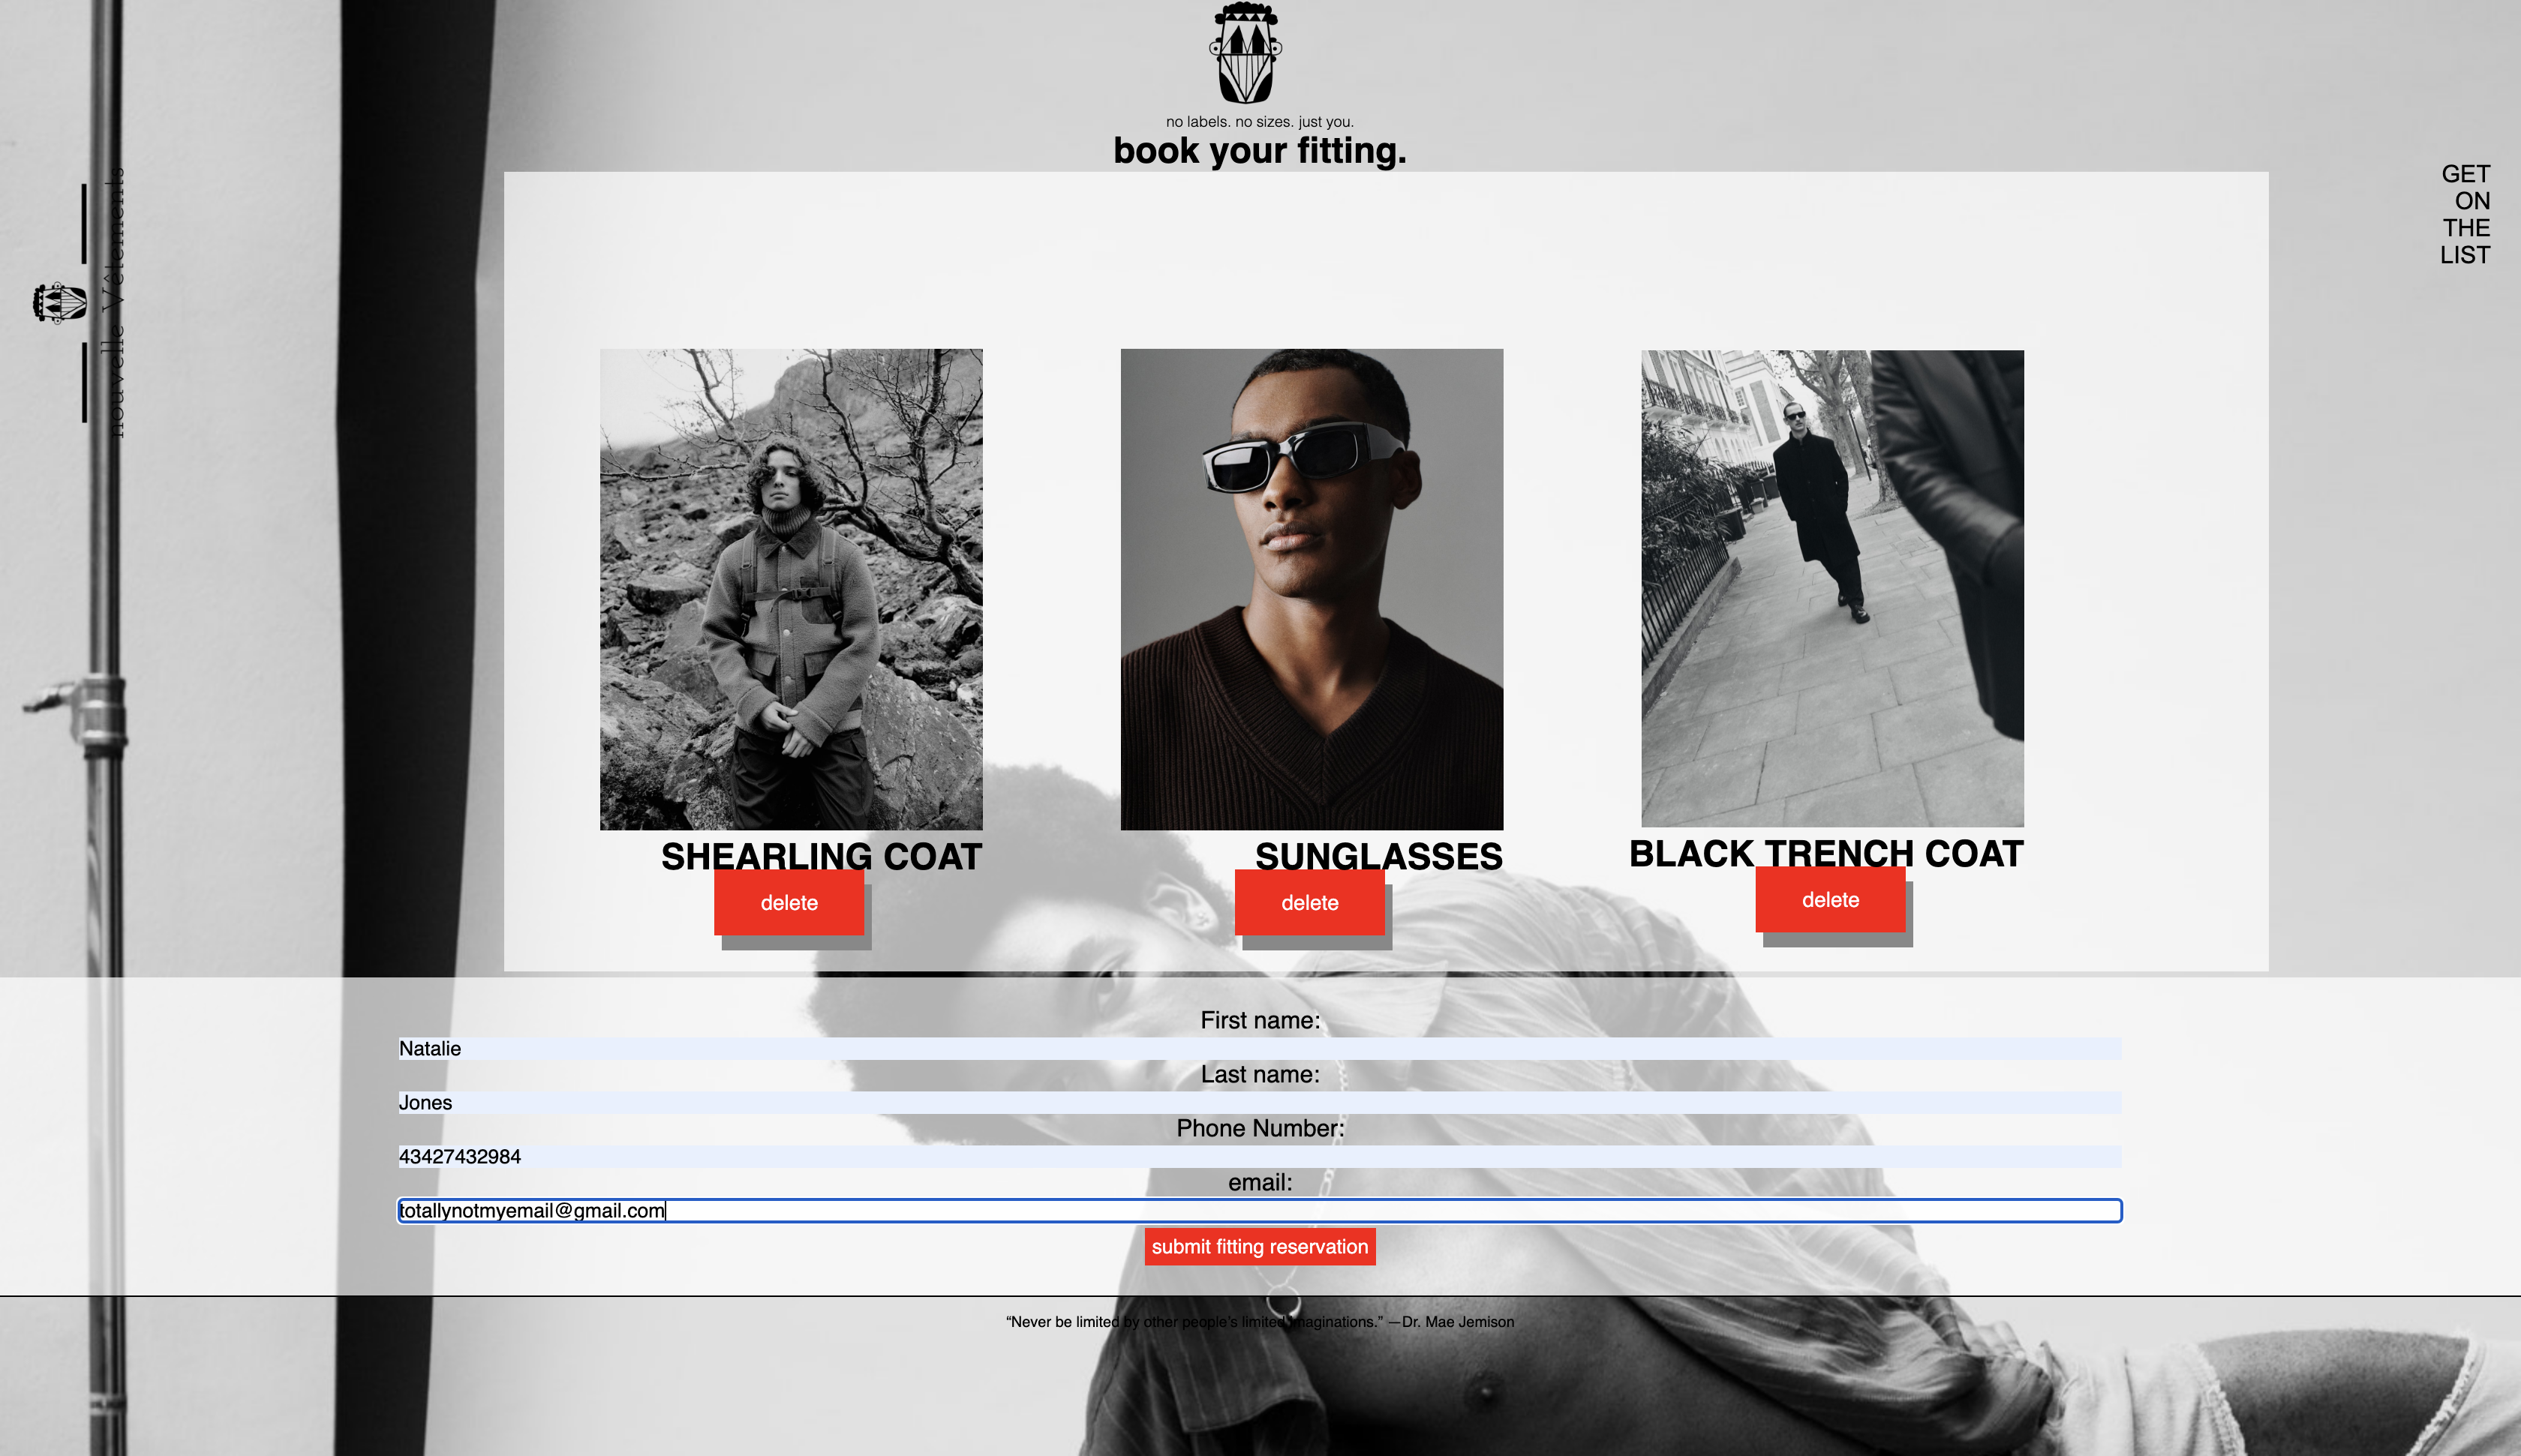 no labels. no sizes. just you.
book your fitting.
nouvelle Vêtements
GET
ON
THE
LIST
SHEARLING COAT
SUNGLASSES
BLACK TRENCH COAT
delete
delete
delete
First name:
Natalie
Last name:
Jones
Phone Number:
43427432984
email:
totallynotmyemail@gmail.com
submit fitting reservation
“Never be limited by other people’s limited imaginations.” —Dr. Mae Jemison